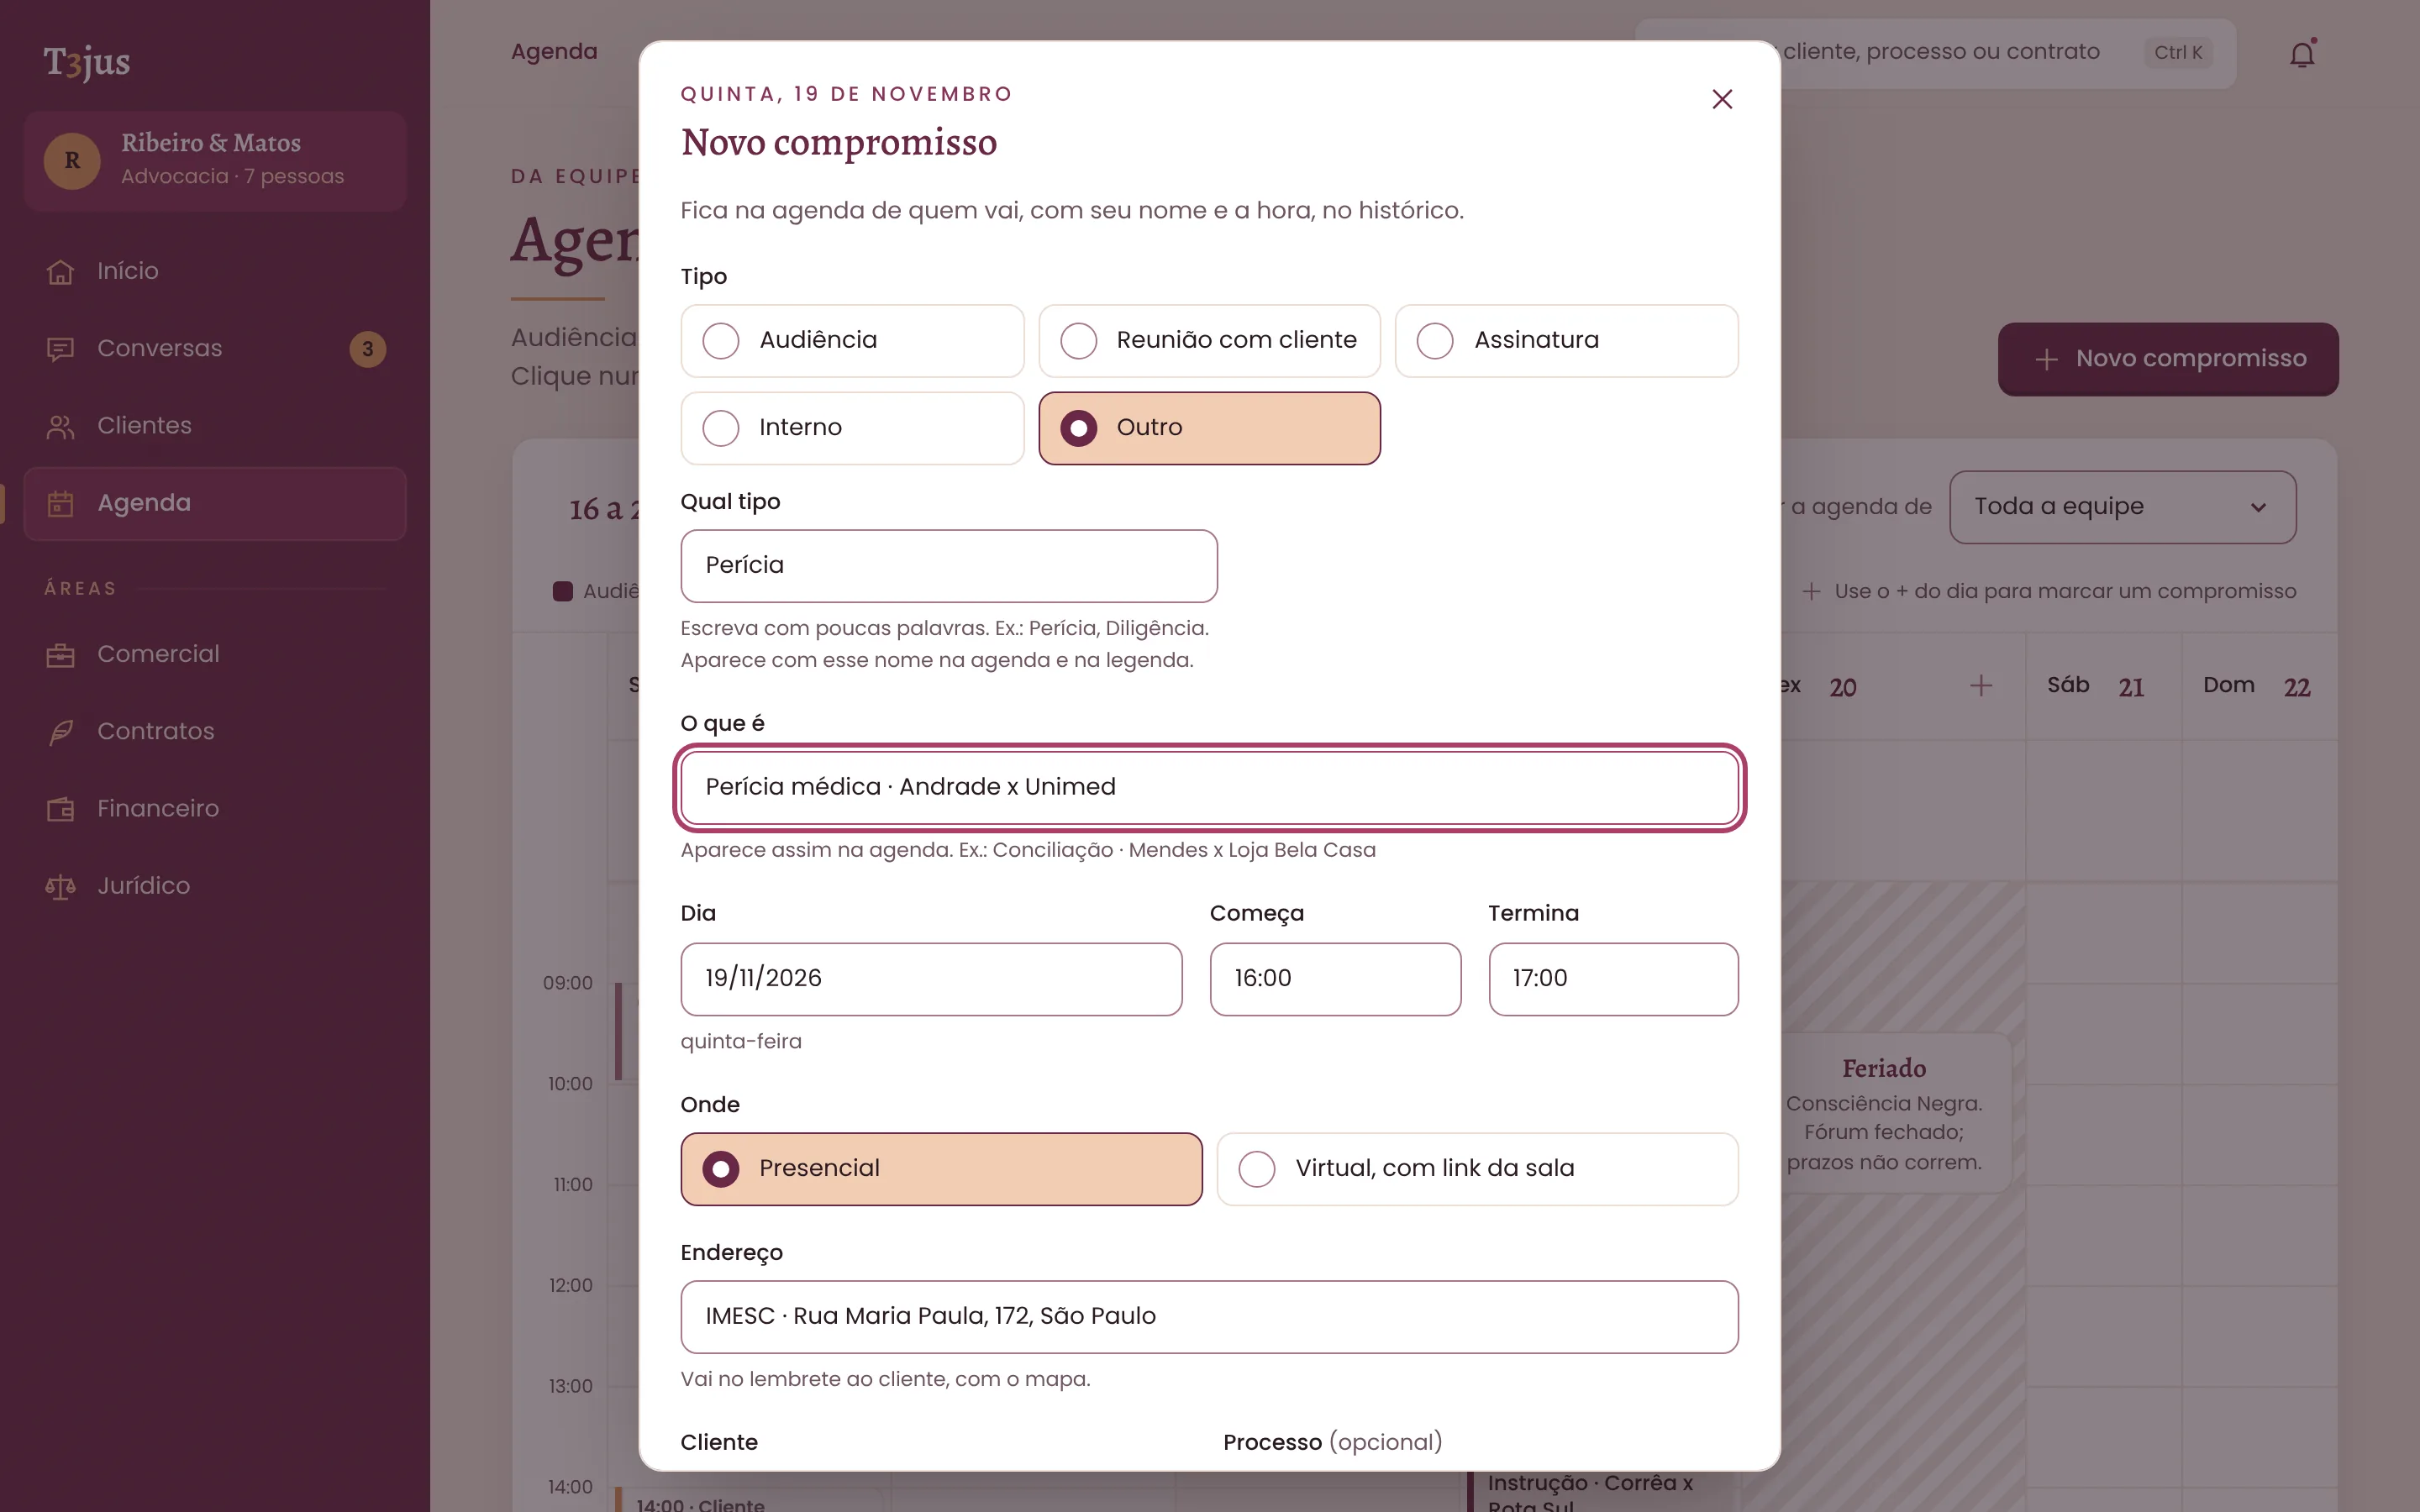 T3jus
R
Ribeiro & Matos
Advocacia · 7 pessoas
Início
Conversas
3
Clientes
Agenda
ÁREAS
Comercial
Contratos
Financeiro
Jurídico
Agenda
cliente, processo ou contrato
Ctrl K
DA EQUIPE
Audiência
Clique
Novo compromisso
16 a
a agenda de
Toda a equipe
Use o + do dia para marcar um compromisso
20
Sáb 21
Dom 22
09:00
10:00
11:00
12:00
13:00
14:00
Feriado
Consciência Negra.
Fórum fechado;
prazos não correm.
14:00 · Cliente
Instrução · Corrêa x
Rota Sul
QUINTA, 19 DE NOVEMBRO
Novo compromisso
Fica na agenda de quem vai, com seu nome e a hora, no histórico.
Tipo
Audiência
Reunião com cliente
Assinatura
Interno
Outro
Qual tipo
Perícia
Escreva com poucas palavras. Ex.: Perícia, Diligência.
Aparece com esse nome na agenda e na legenda.
O que é
Perícia médica · Andrade x Unimed
Aparece assim na agenda. Ex.: Conciliação · Mendes x Loja Bela Casa
Dia
Começa
Termina
19/11/2026
16:00
17:00
quinta-feira
Onde
Presencial
Virtual, com link da sala
Endereço
IMESC · Rua Maria Paula, 172, São Paulo
Vai no lembrete ao cliente, com o mapa.
Cliente
Processo (opcional)